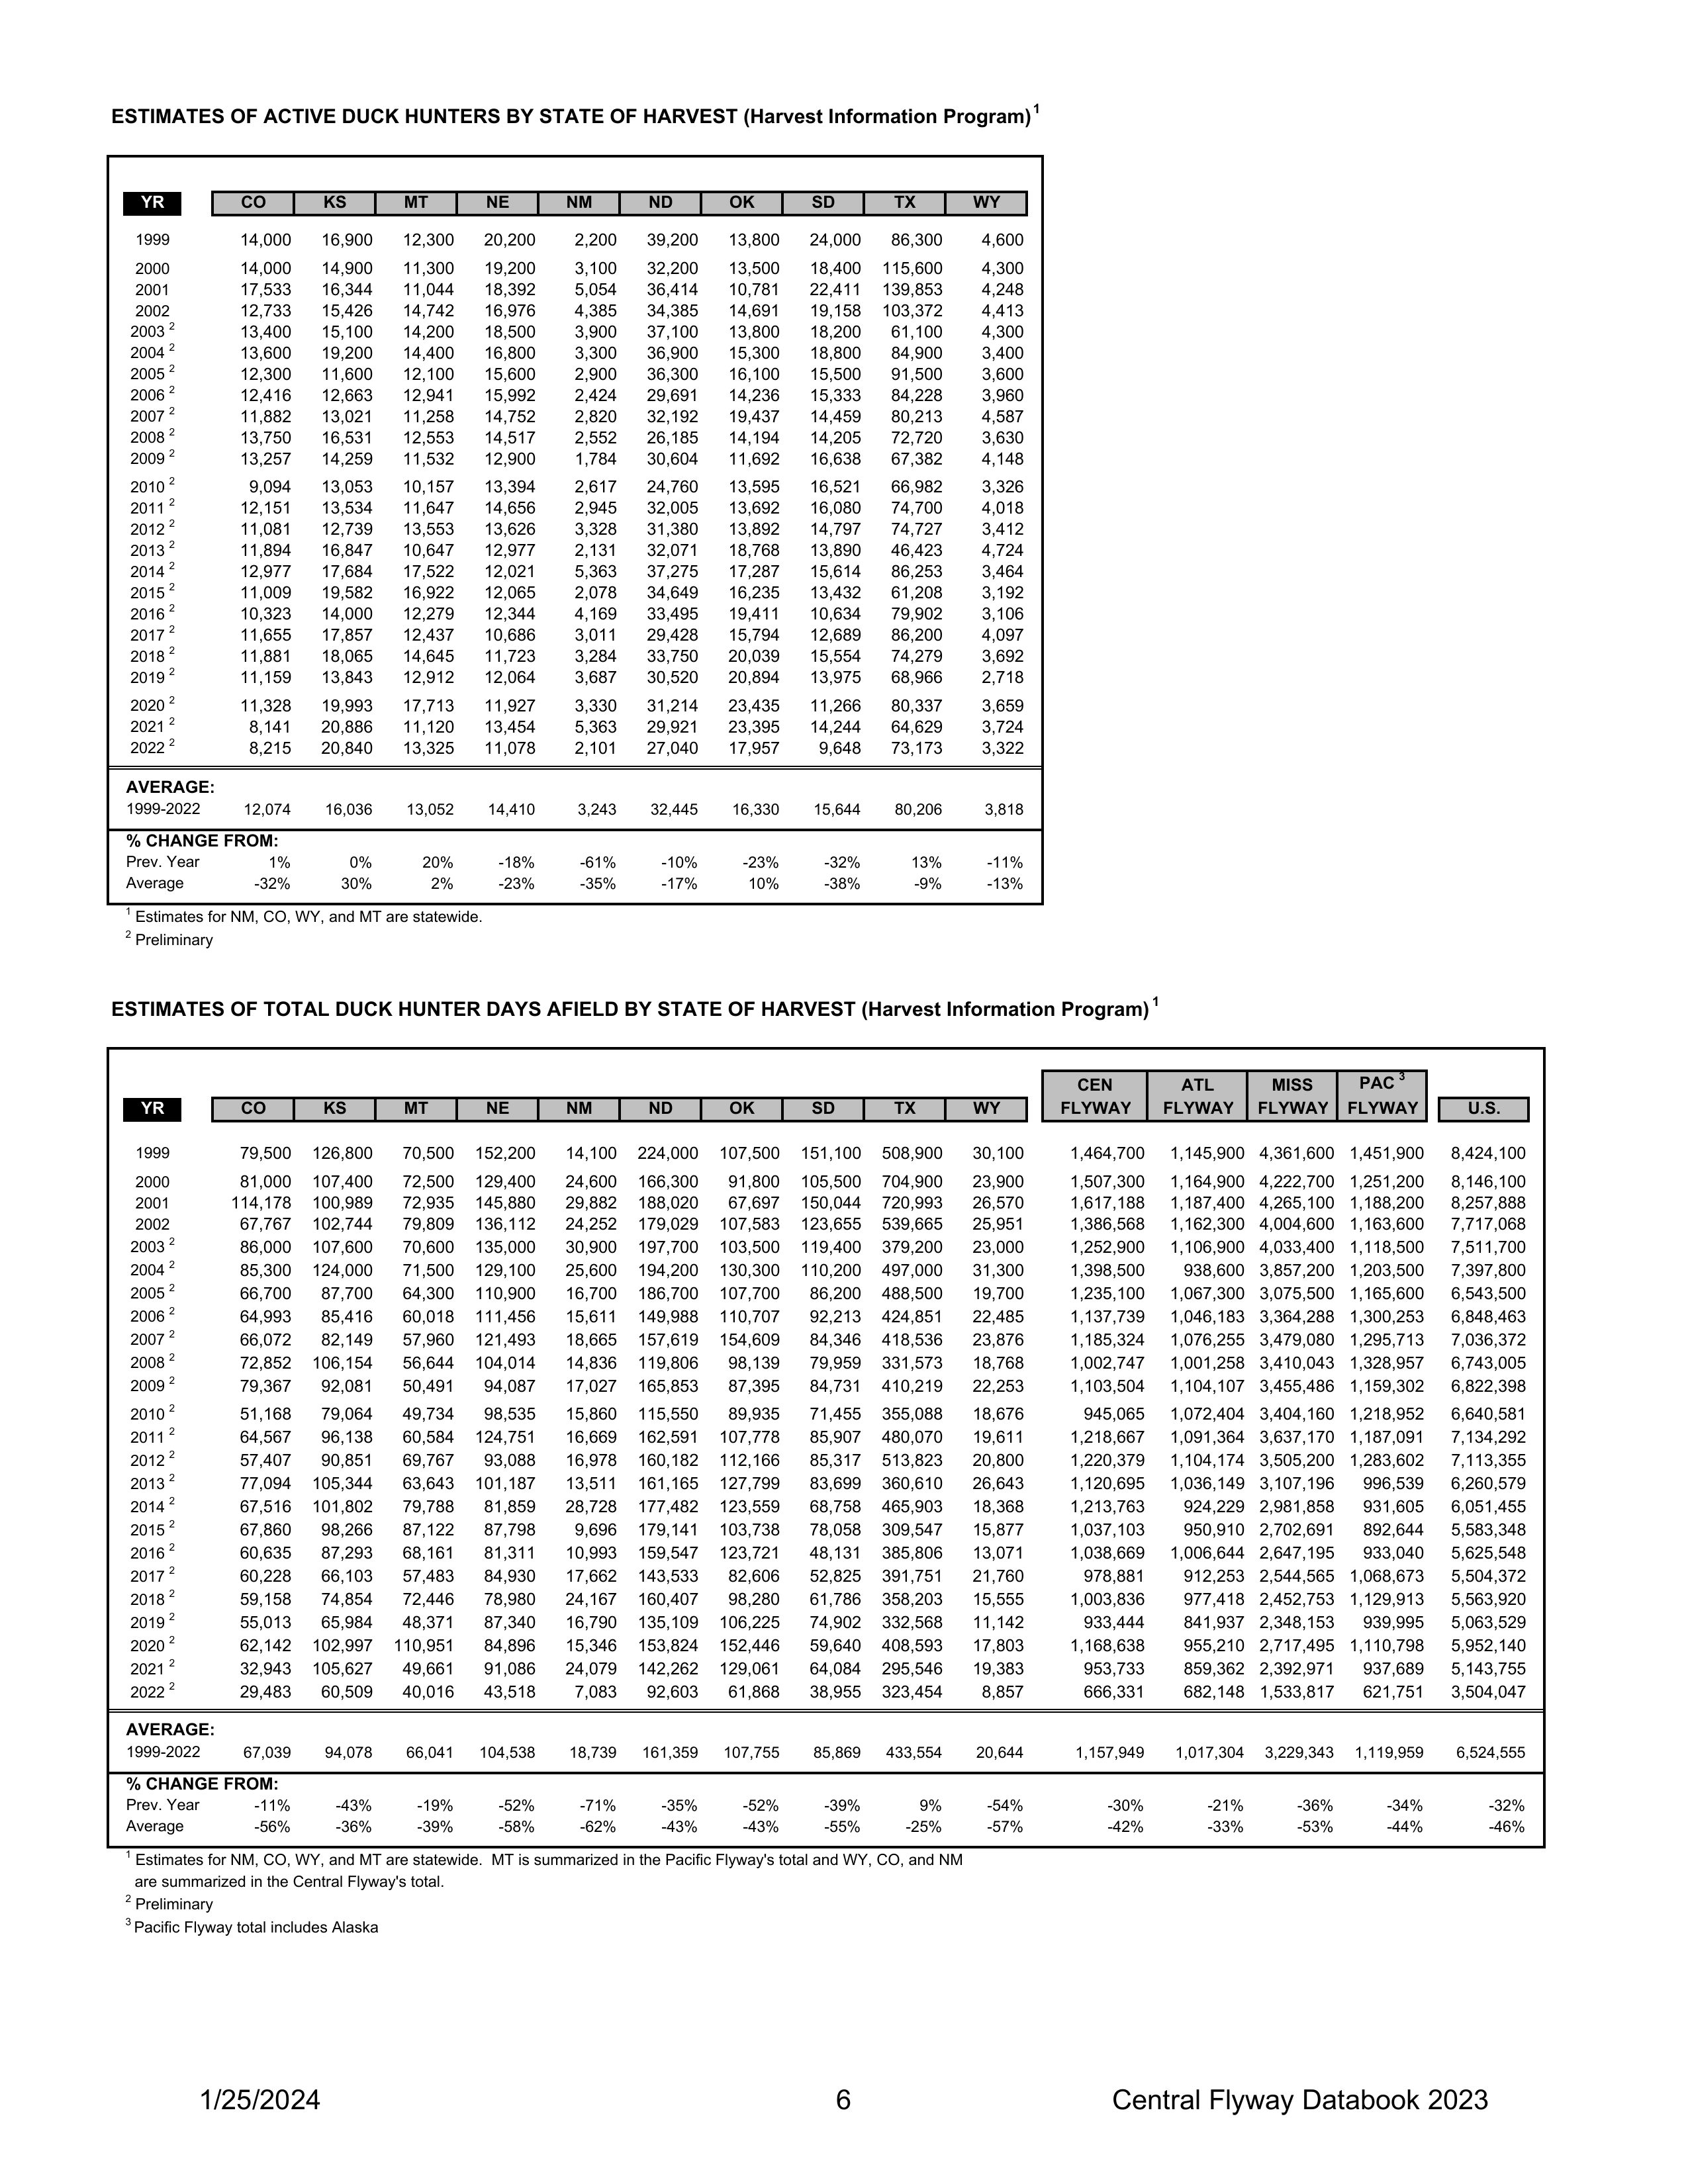 ESTIMATES OF ACTIVE DUCK HUNTERS BY STATE OF HARVEST (Harvest Information Program) 1
YR CO KS MT NE NM ND OK SD TX WY
1999 14,000 16,900 12,300 20,200 2,200 39,200 13,800 24,000 86,300 4,600
2000 14,000 14,900 11,300 19,200 3,100 32,200 13,500 18,400 115,600 4,300
2001 17,533 16,344 11,044 18,392 5,054 36,414 10,781 22,411 139,853 4,248
2002 12,733 15,426 14,742 16,976 4,385 34,385 14,691 19,158 103,372 4,413
2003 2 13,400 15,100 14,200 18,500 3,900 37,100 13,800 18,200 61,100 4,300
2004 2 13,600 19,200 14,400 16,800 3,300 36,900 15,300 18,800 84,900 3,400
2005 2 12,300 11,600 12,100 15,600 2,900 36,300 16,100 15,500 91,500 3,600
2006 2 12,416 12,663 12,941 15,992 2,424 29,691 14,236 15,333 84,228 3,960
2007 2 11,882 13,021 11,258 14,752 2,820 32,192 19,437 14,459 80,213 4,587
2008 2 13,750 16,531 12,553 14,517 2,552 26,185 14,194 14,205 72,720 3,630
2009 2 13,257 14,259 11,532 12,900 1,784 30,604 11,692 16,638 67,382 4,148
2010 2 9,094 13,053 10,157 13,394 2,617 24,760 13,595 16,521 66,982 3,326
2011 2 12,151 13,534 11,647 14,656 2,945 32,005 13,692 16,080 74,700 4,018
2012 2 11,081 12,739 13,553 13,626 3,328 31,380 13,892 14,797 74,727 3,412
2013 2 11,894 16,847 10,647 12,977 2,131 32,071 18,768 13,890 46,423 4,724
2014 2 12,977 17,684 17,522 12,021 5,363 37,275 17,287 15,614 86,253 3,464
2015 2 11,009 19,582 16,922 12,065 2,078 34,649 16,235 13,432 61,208 3,192
2016 2 10,323 14,000 12,279 12,344 4,169 33,495 19,411 10,634 79,902 3,106
2017 2 11,655 17,857 12,437 10,686 3,011 29,428 15,794 12,689 86,200 4,097
2018 2 11,881 18,065 14,645 11,723 3,284 33,750 20,039 15,554 74,279 3,692
2019 2 11,159 13,843 12,912 12,064 3,687 30,520 20,894 13,975 68,966 2,718
2020 2 11,328 19,993 17,713 11,927 3,330 31,214 23,435 11,266 80,337 3,659
2021 2 8,141 20,886 11,120 13,454 5,363 29,921 23,395 14,244 64,629 3,724
2022 2 8,215 20,840 13,325 11,078 2,101 27,040 17,957 9,648 73,173 3,322
AVERAGE:
1999-2022 12,074 16,036 13,052 14,410 3,243 32,445 16,330 15,644 80,206 3,818
% CHANGE FROM:
Prev. Year 1% 0% 20% -18% -61% -10% -23% -32% 13% -11%
Average -32% 30% 2% -23% -35% -17% 10% -38% -9% -13%
1 Estimates for NM, CO, WY, and MT are statewide.
2 Preliminary
ESTIMATES OF TOTAL DUCK HUNTER DAYS AFIELD BY STATE OF HARVEST (Harvest Information Program) 1
CEN ATL MISS PAC 3
YR CO KS MT NE NM ND OK SD TX WY FLYWAY FLYWAY FLYWAY FLYWAY U.S.
1999 79,500 126,800 70,500 152,200 14,100 224,000 107,500 151,100 508,900 30,100 1,464,700 1,145,900 4,361,600 1,451,900 8,424,100
2000 81,000 107,400 72,500 129,400 24,600 166,300 91,800 105,500 704,900 23,900 1,507,300 1,164,900 4,222,700 1,251,200 8,146,100
2001 114,178 100,989 72,935 145,880 29,882 188,020 67,697 150,044 720,993 26,570 1,617,188 1,187,400 4,265,100 1,188,200 8,257,888
2002 67,767 102,744 79,809 136,112 24,252 179,029 107,583 123,655 539,665 25,951 1,386,568 1,162,300 4,004,600 1,163,600 7,717,068
2003 2 86,000 107,600 70,600 135,000 30,900 197,700 103,500 119,400 379,200 23,000 1,252,900 1,106,900 4,033,400 1,118,500 7,511,700
2004 2 85,300 124,000 71,500 129,100 25,600 194,200 130,300 110,200 497,000 31,300 1,398,500 938,600 3,857,200 1,203,500 7,397,800
2005 2 66,700 87,700 64,300 110,900 16,700 186,700 107,700 86,200 488,500 19,700 1,235,100 1,067,300 3,075,500 1,165,600 6,543,500
2006 2 64,993 85,416 60,018 111,456 15,611 149,988 110,707 92,213 424,851 22,485 1,137,739 1,046,183 3,364,288 1,300,253 6,848,463
2007 2 66,072 82,149 57,960 121,493 18,665 157,619 154,609 84,346 418,536 23,876 1,185,324 1,076,255 3,479,080 1,295,713 7,036,372
2008 2 72,852 106,154 56,644 104,014 14,836 119,806 98,139 79,959 331,573 18,768 1,002,747 1,001,258 3,410,043 1,328,957 6,743,005
2009 2 79,367 92,081 50,491 94,087 17,027 165,853 87,395 84,731 410,219 22,253 1,103,504 1,104,107 3,455,486 1,159,302 6,822,398
2010 2 51,168 79,064 49,734 98,535 15,860 115,550 89,935 71,455 355,088 18,676 945,065 1,072,404 3,404,160 1,218,952 6,640,581
2011 2 64,567 96,138 60,584 124,751 16,669 162,591 107,778 85,907 480,070 19,611 1,218,667 1,091,364 3,637,170 1,187,091 7,134,292
2012 2 57,407 90,851 69,767 93,088 16,978 160,182 112,166 85,317 513,823 20,800 1,220,379 1,104,174 3,505,200 1,283,602 7,113,355
2013 2 77,094 105,344 63,643 101,187 13,511 161,165 127,799 83,699 360,610 26,643 1,120,695 1,036,149 3,107,196 996,539 6,260,579
2014 2 67,516 101,802 79,788 81,859 28,728 177,482 123,559 68,758 465,903 18,368 1,213,763 924,229 2,981,858 931,605 6,051,455
2015 2 67,860 98,266 87,122 87,798 9,696 179,141 103,738 78,058 309,547 15,877 1,037,103 950,910 2,702,691 892,644 5,583,348
2016 2 60,635 87,293 68,161 81,311 10,993 159,547 123,721 48,131 385,806 13,071 1,038,669 1,006,644 2,647,195 933,040 5,625,548
2017 2 60,228 66,103 57,483 84,930 17,662 143,533 82,606 52,825 391,751 21,760 978,881 912,253 2,544,565 1,068,673 5,504,372
2018 2 59,158 74,854 72,446 78,980 24,167 160,407 98,280 61,786 358,203 15,555 1,003,836 977,418 2,452,753 1,129,913 5,563,920
2019 2 55,013 65,984 48,371 87,340 16,790 135,109 106,225 74,902 332,568 11,142 933,444 841,937 2,348,153 939,995 5,063,529
2020 2 62,142 102,997 110,951 84,896 15,346 153,824 152,446 59,640 408,593 17,803 1,168,638 955,210 2,717,495 1,110,798 5,952,140
2021 2 32,943 105,627 49,661 91,086 24,079 142,262 129,061 64,084 295,546 19,383 953,733 859,362 2,392,971 937,689 5,143,755
2022 2 29,483 60,509 40,016 43,518 7,083 92,603 61,868 38,955 323,454 8,857 666,331 682,148 1,533,817 621,751 3,504,047
AVERAGE:
1999-2022 67,039 94,078 66,041 104,538 18,739 161,359 107,755 85,869 433,554 20,644 1,157,949 1,017,304 3,229,343 1,119,959 6,524,555
% CHANGE FROM:
Prev. Year -11% -43% -19% -52% -71% -35% -52% -39% 9% -54% -30% -21% -36% -34% -32%
Average -56% -36% -39% -58% -62% -43% -43% -55% -25% -57% -42% -33% -53% -44% -46%
1 Estimates for NM, CO, WY, and MT are statewide. MT is summarized in the Pacific Flyway's total and WY, CO, and NM
are summarized in the Central Flyway's total.
2 Preliminary
3 Pacific Flyway total includes Alaska
1/25/2024 6 Central Flyway Databook 2023